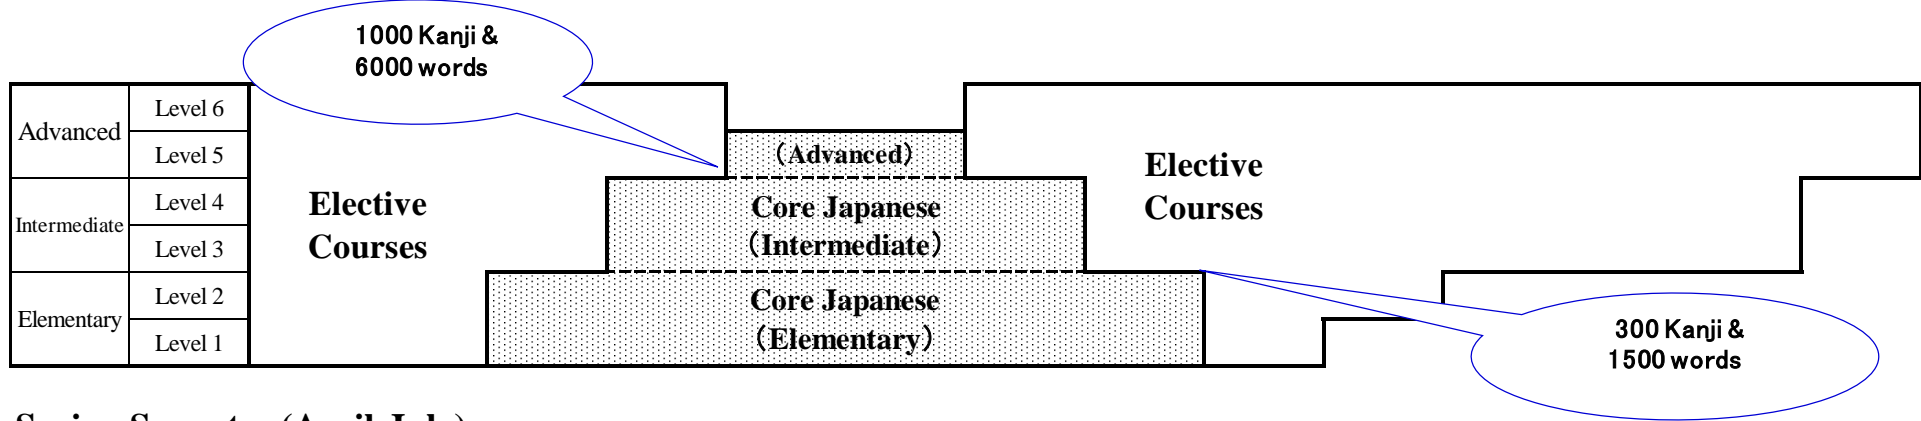 1000 Kanji &
6000 words
Advanced
Level 6
Level 5
Intermediate
Level 4
Level 3
Elementary
Level 2
Level 1
Elective
Courses
（Advanced）
Core Japanese
（Intermediate）
Core Japanese
（Elementary）
Elective
Courses
300 Kanji &
1500 words